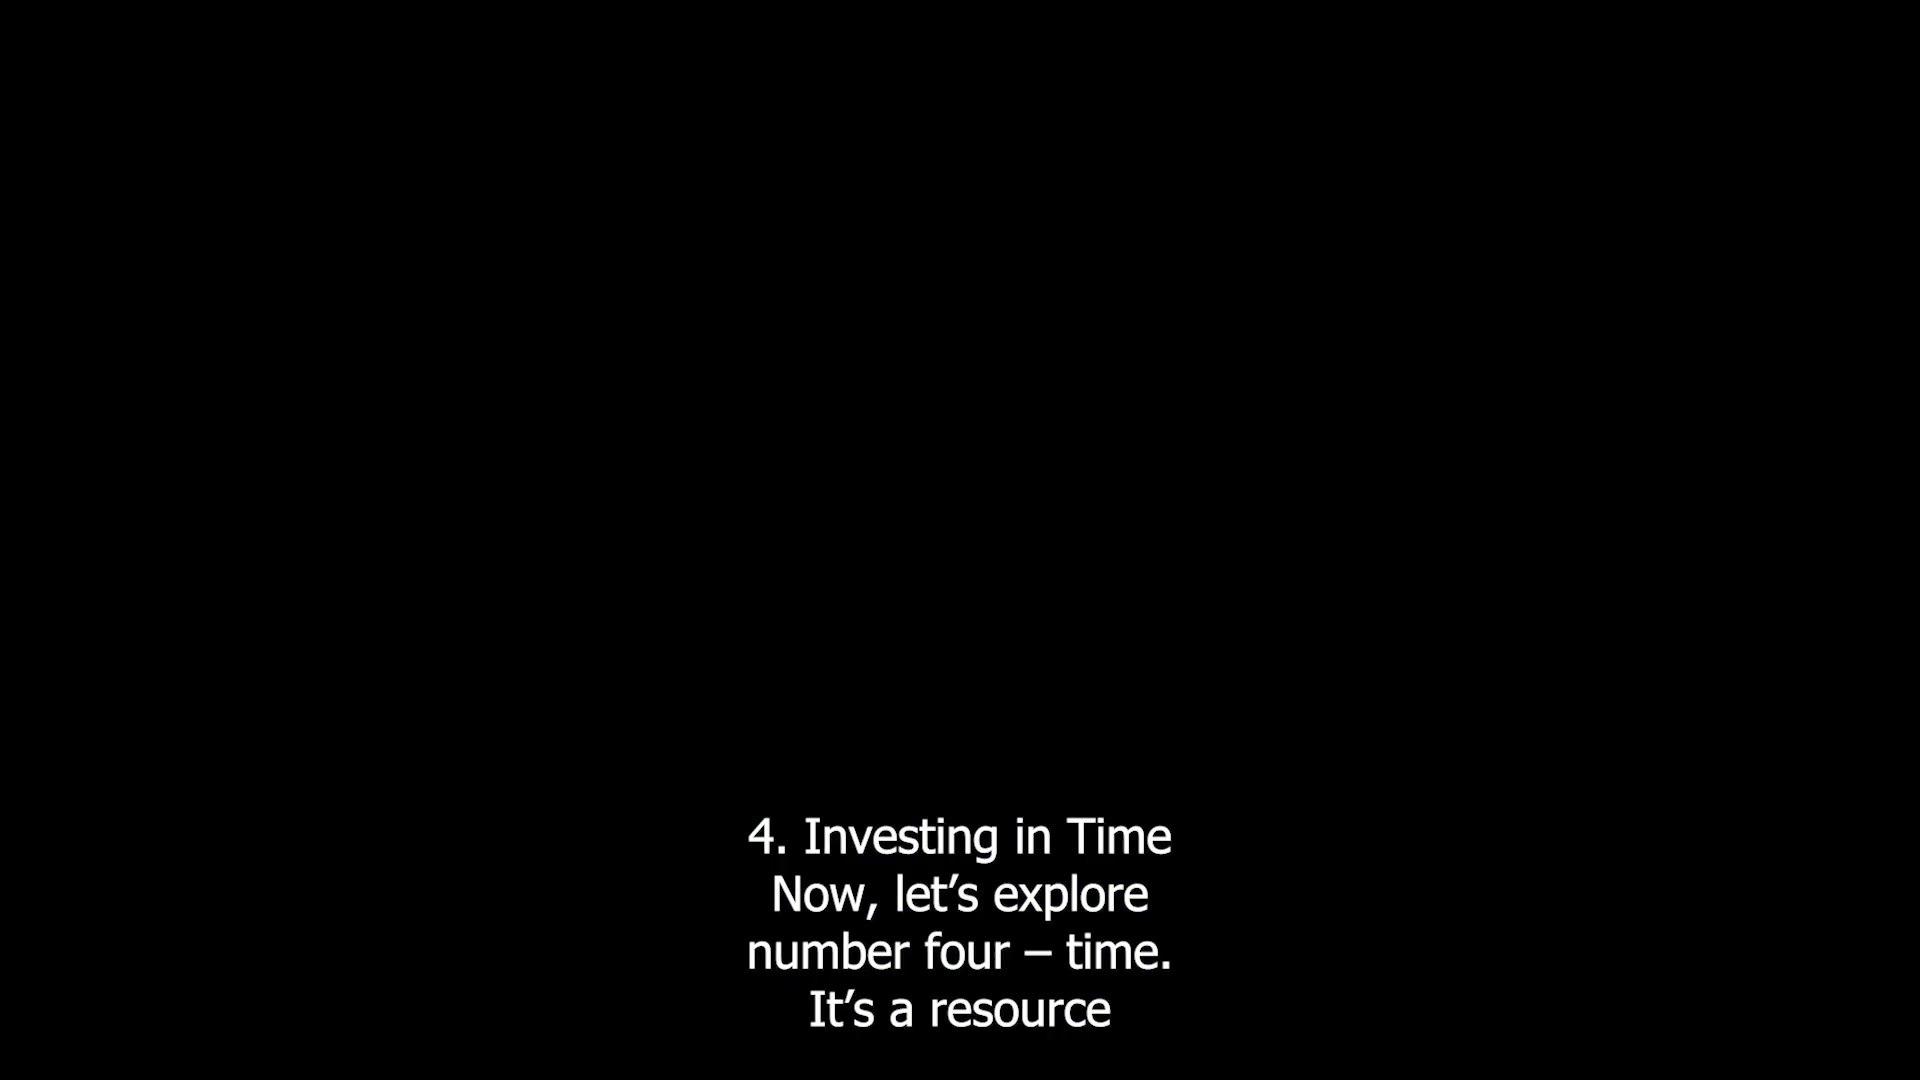 4. Investing in Time
Now, let’s explore
number four – time.
It’s a resource